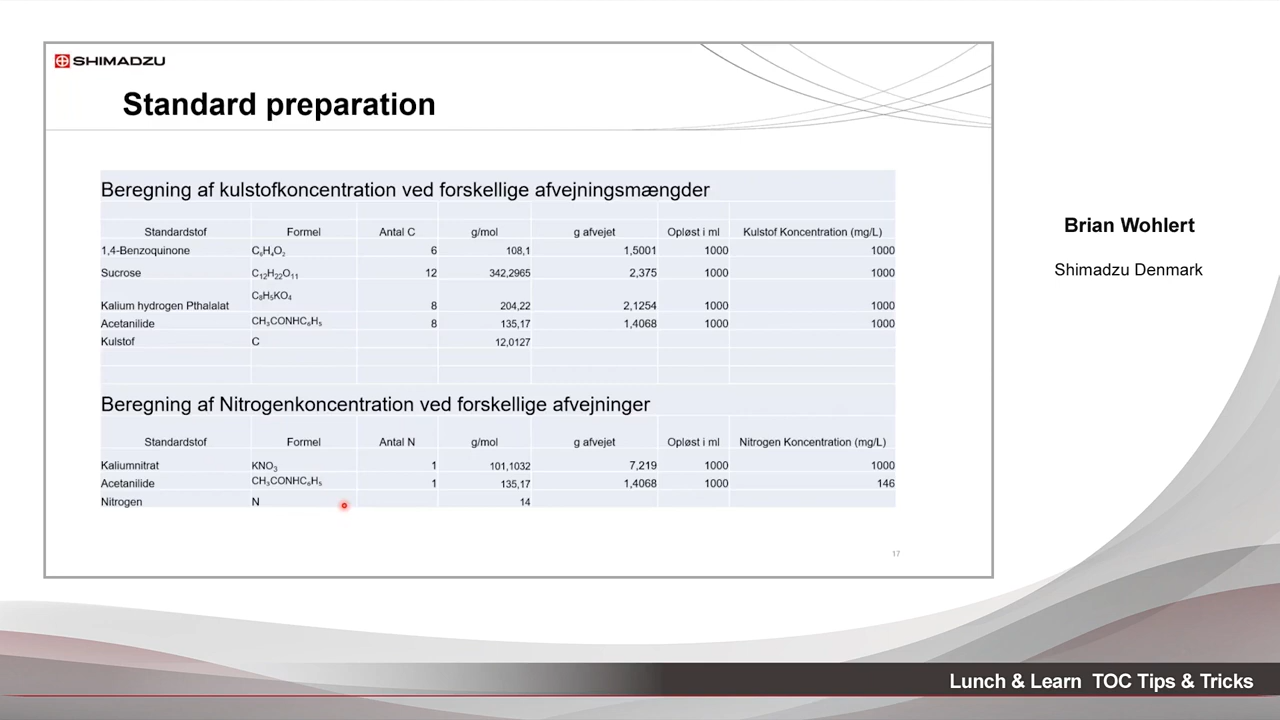 SHIMADZU
Standard preparation
Beregning af kulstofkoncentration ved forskellige afvejningsmængder
Standardstof Formel Antal C g/mol g afvejet Opløst i ml Kulstof Koncentration (mg/L)
1,4-Benzoquinone C₆H₄O₂ 6 108,1 1,5001 1000 1000
Sucrose C₁₂H₂₂O₁₁ 12 342,2965 2,375 1000 1000
Kalium hydrogen Pthalalat C₈H₅KO₄ 8 204,22 2,1254 1000 1000
Acetanilide CH₃CONHC₆H₅ 8 135,17 1,4068 1000 1000
Kulstof C 12,0127
Beregning af Nitrogenkoncentration ved forskellige afvejninger
Standardstof Formel Antal N g/mol g afvejet Opløst i ml Nitrogen Koncentration (mg/L)
Kaliumnitrat KNO₃ 1 101,1032 7,219 1000 1000
Acetanilide CH₃CONHC₆H₅ 1 135,17 1,4068 1000 146
Nitrogen N 14
17
Brian Wohlert
Shimadzu Denmark
Lunch & Learn TOC Tips & Tricks